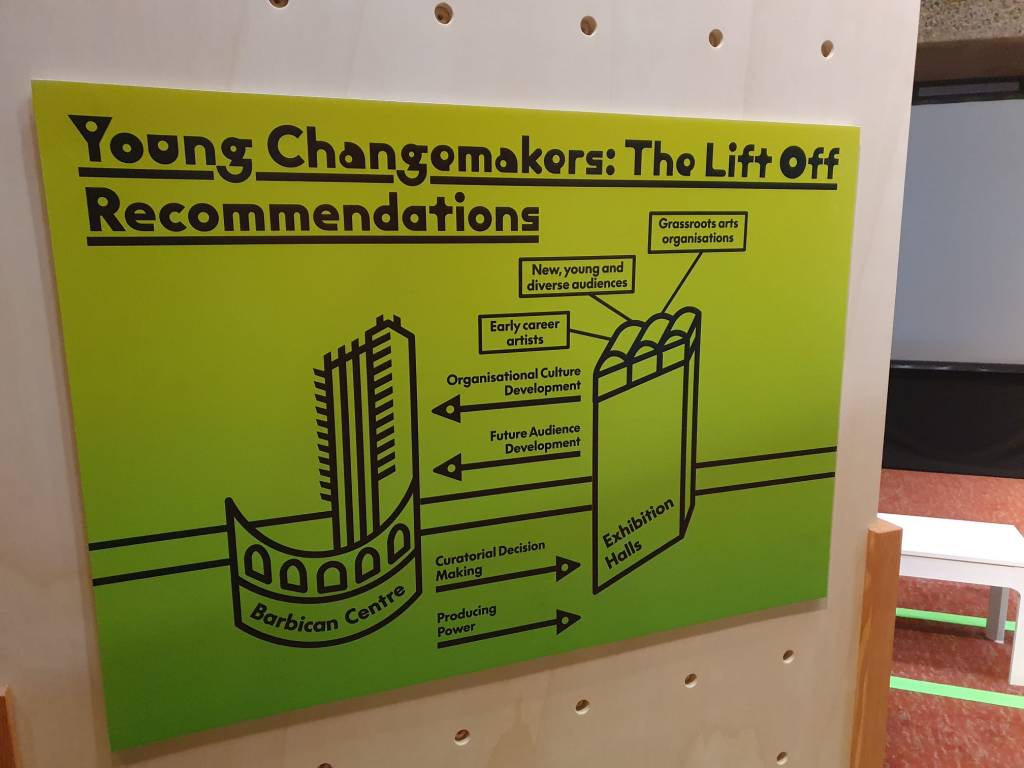 Young Changemakers: The Lift Off
Recommendations
Grassroots arts
organisations
New, young and
diverse audiences
Early career
artists
Organisational Culture
Development
Future Audience
Development
Curatorial Decision
Making
Producing
Power
Barbican Centre
Exhibition
Halls